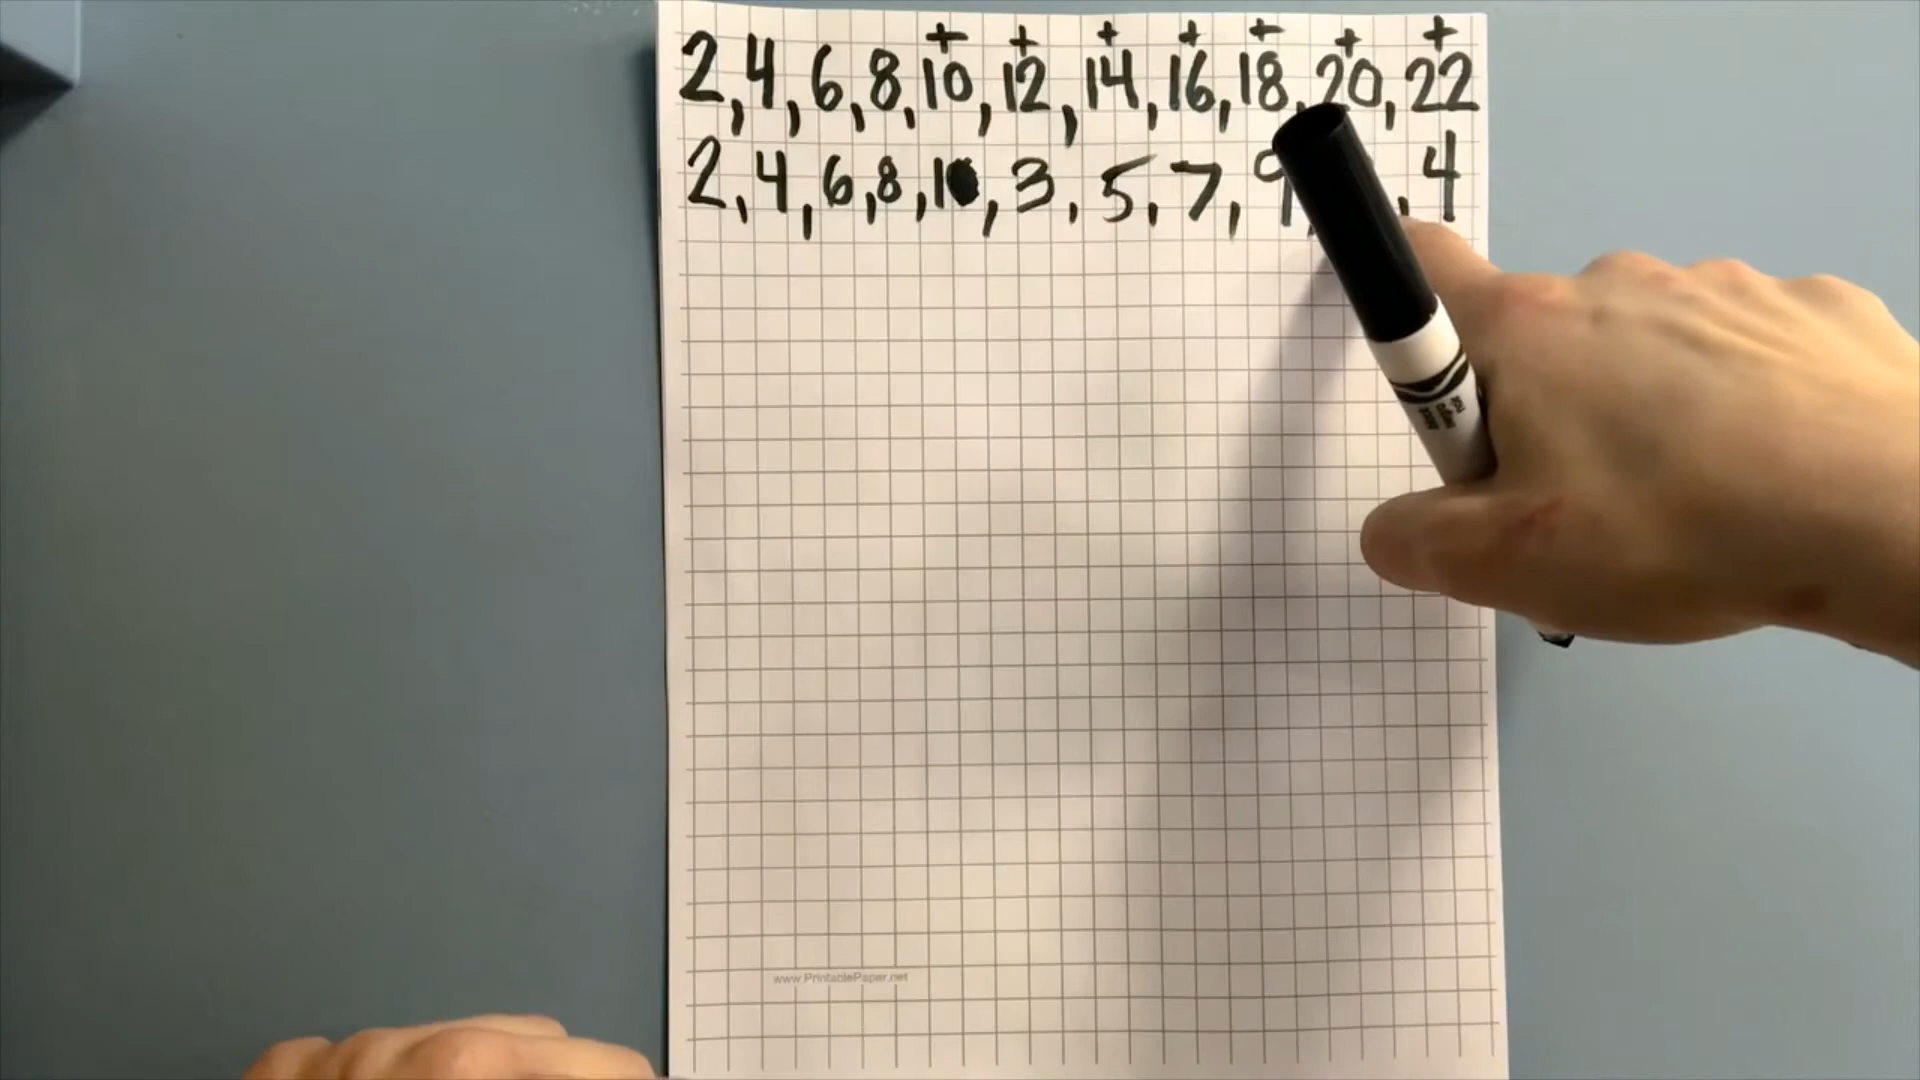 + + + + + + +
2, 4, 6, 8, 10, 12, 14, 16, 18, 20, 22
2, 4, 6, 8, 1, 3, 5, 7, 9, , 4
www.PrintablePaper.net